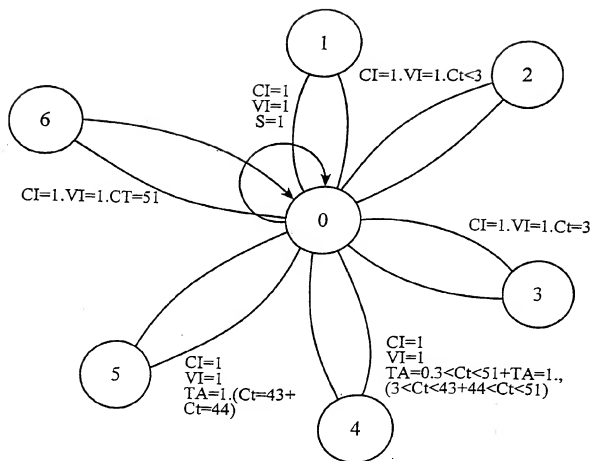 1
CI=1.VI=1.Ct<3
2
CI=1
VI=1
S=1
6
CI=1.VI=1.CT=51
0
CI=1.VI=1.Ct=3
3
CI=1
VI=1
TA=0.3<Ct<51+TA=1.,
(3<Ct<43+44<Ct<51)
5
CI=1
VI=1
TA=1.(Ct=43+
Ct=44)
4